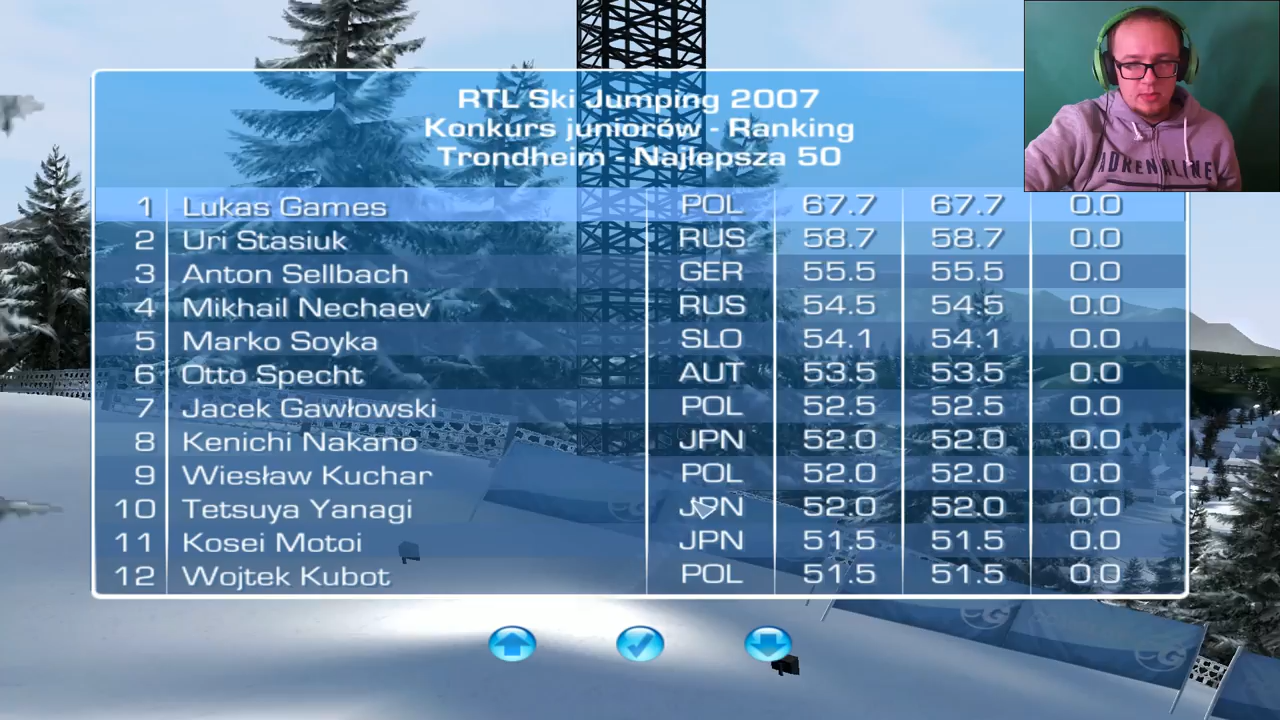 RTL Ski Jumping 2007
Konkurs juniorów - Ranking
Trondheim - Najlepsza 50
1 Lukas Games POL 67.7 67.7 0.0
2 Uri Stasiuk RUS 58.7 58.7 0.0
3 Anton Sellbach GER 55.5 55.5 0.0
4 Mikhail Nechaev RUS 54.5 54.5 0.0
5 Marko Soyka SLO 54.1 54.1 0.0
6 Otto Specht AUT 53.5 53.5 0.0
7 Jacek Gawłowski POL 52.5 52.5 0.0
8 Kenichi Nakano JPN 52.0 52.0 0.0
9 Wiesław Kuchar POL 52.0 52.0 0.0
10 Tetsuya Yanagi JPN 52.0 52.0 0.0
11 Kosei Motoi JPN 51.5 51.5 0.0
12 Wojtek Kubot POL 51.5 51.5 0.0
ADRENALINE